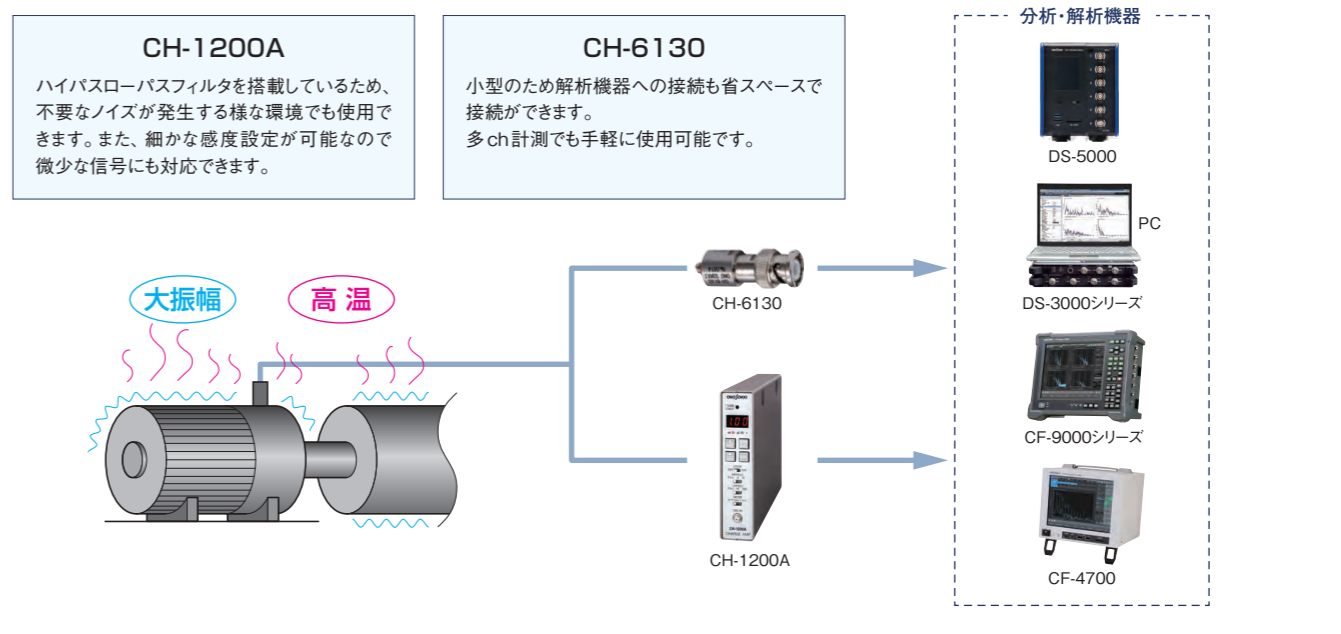 CH-1200A
ハイパスローパスフィルタを搭載しているため、
不要なノイズが発生する様な環境でも使用で
きます。また、細かな感度設定が可能なので
微少な信号にも対応できます。
CH-6130
小型のため解析機器への接続も省スペースで
接続ができます。
多ch計測でも手軽に使用可能です。
分析・解析機器
DS-5000
PC
DS-3000シリーズ
CF-9000シリーズ
CF-4700
大振幅
高温
CH-6130
ONO SOKKI
100
CH-1200A
CHARGE AMP
CH-1200A